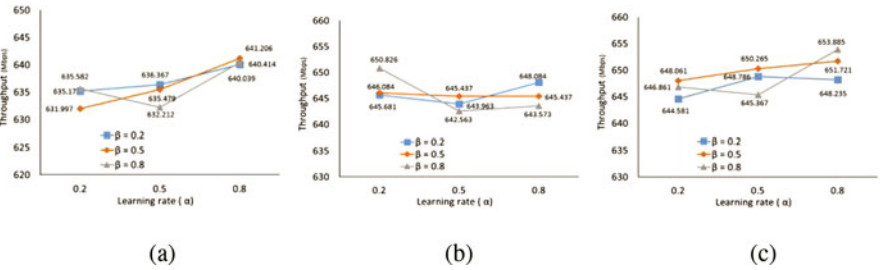 650
645
640
635
630
625
620
Throughput (Mbps)
635.582
636.367
641.206
640.414
640.039
631.997
635.479
632.212
β = 0.2
β = 0.5
β = 0.8
0.2 0.5 0.8
Learning rate ( α)
(a)
665
660
655
650
645
640
635
630
Throughput (Mbps)
650.826
646.084
645.681
645.437
643.963
642.563
648.084
645.437
643.573
β = 0.2
β = 0.5
β = 0.8
0.2 0.5 0.8
Learning rate ( α)
(b)
660
655
650
645
640
635
630
Throughput (Mbps)
648.061
646.861
644.581
650.265
648.786
645.367
653.885
651.721
648.235
β = 0.2
β = 0.5
β = 0.8
0.2 0.5 0.8
Learning rate ( α)
(c)